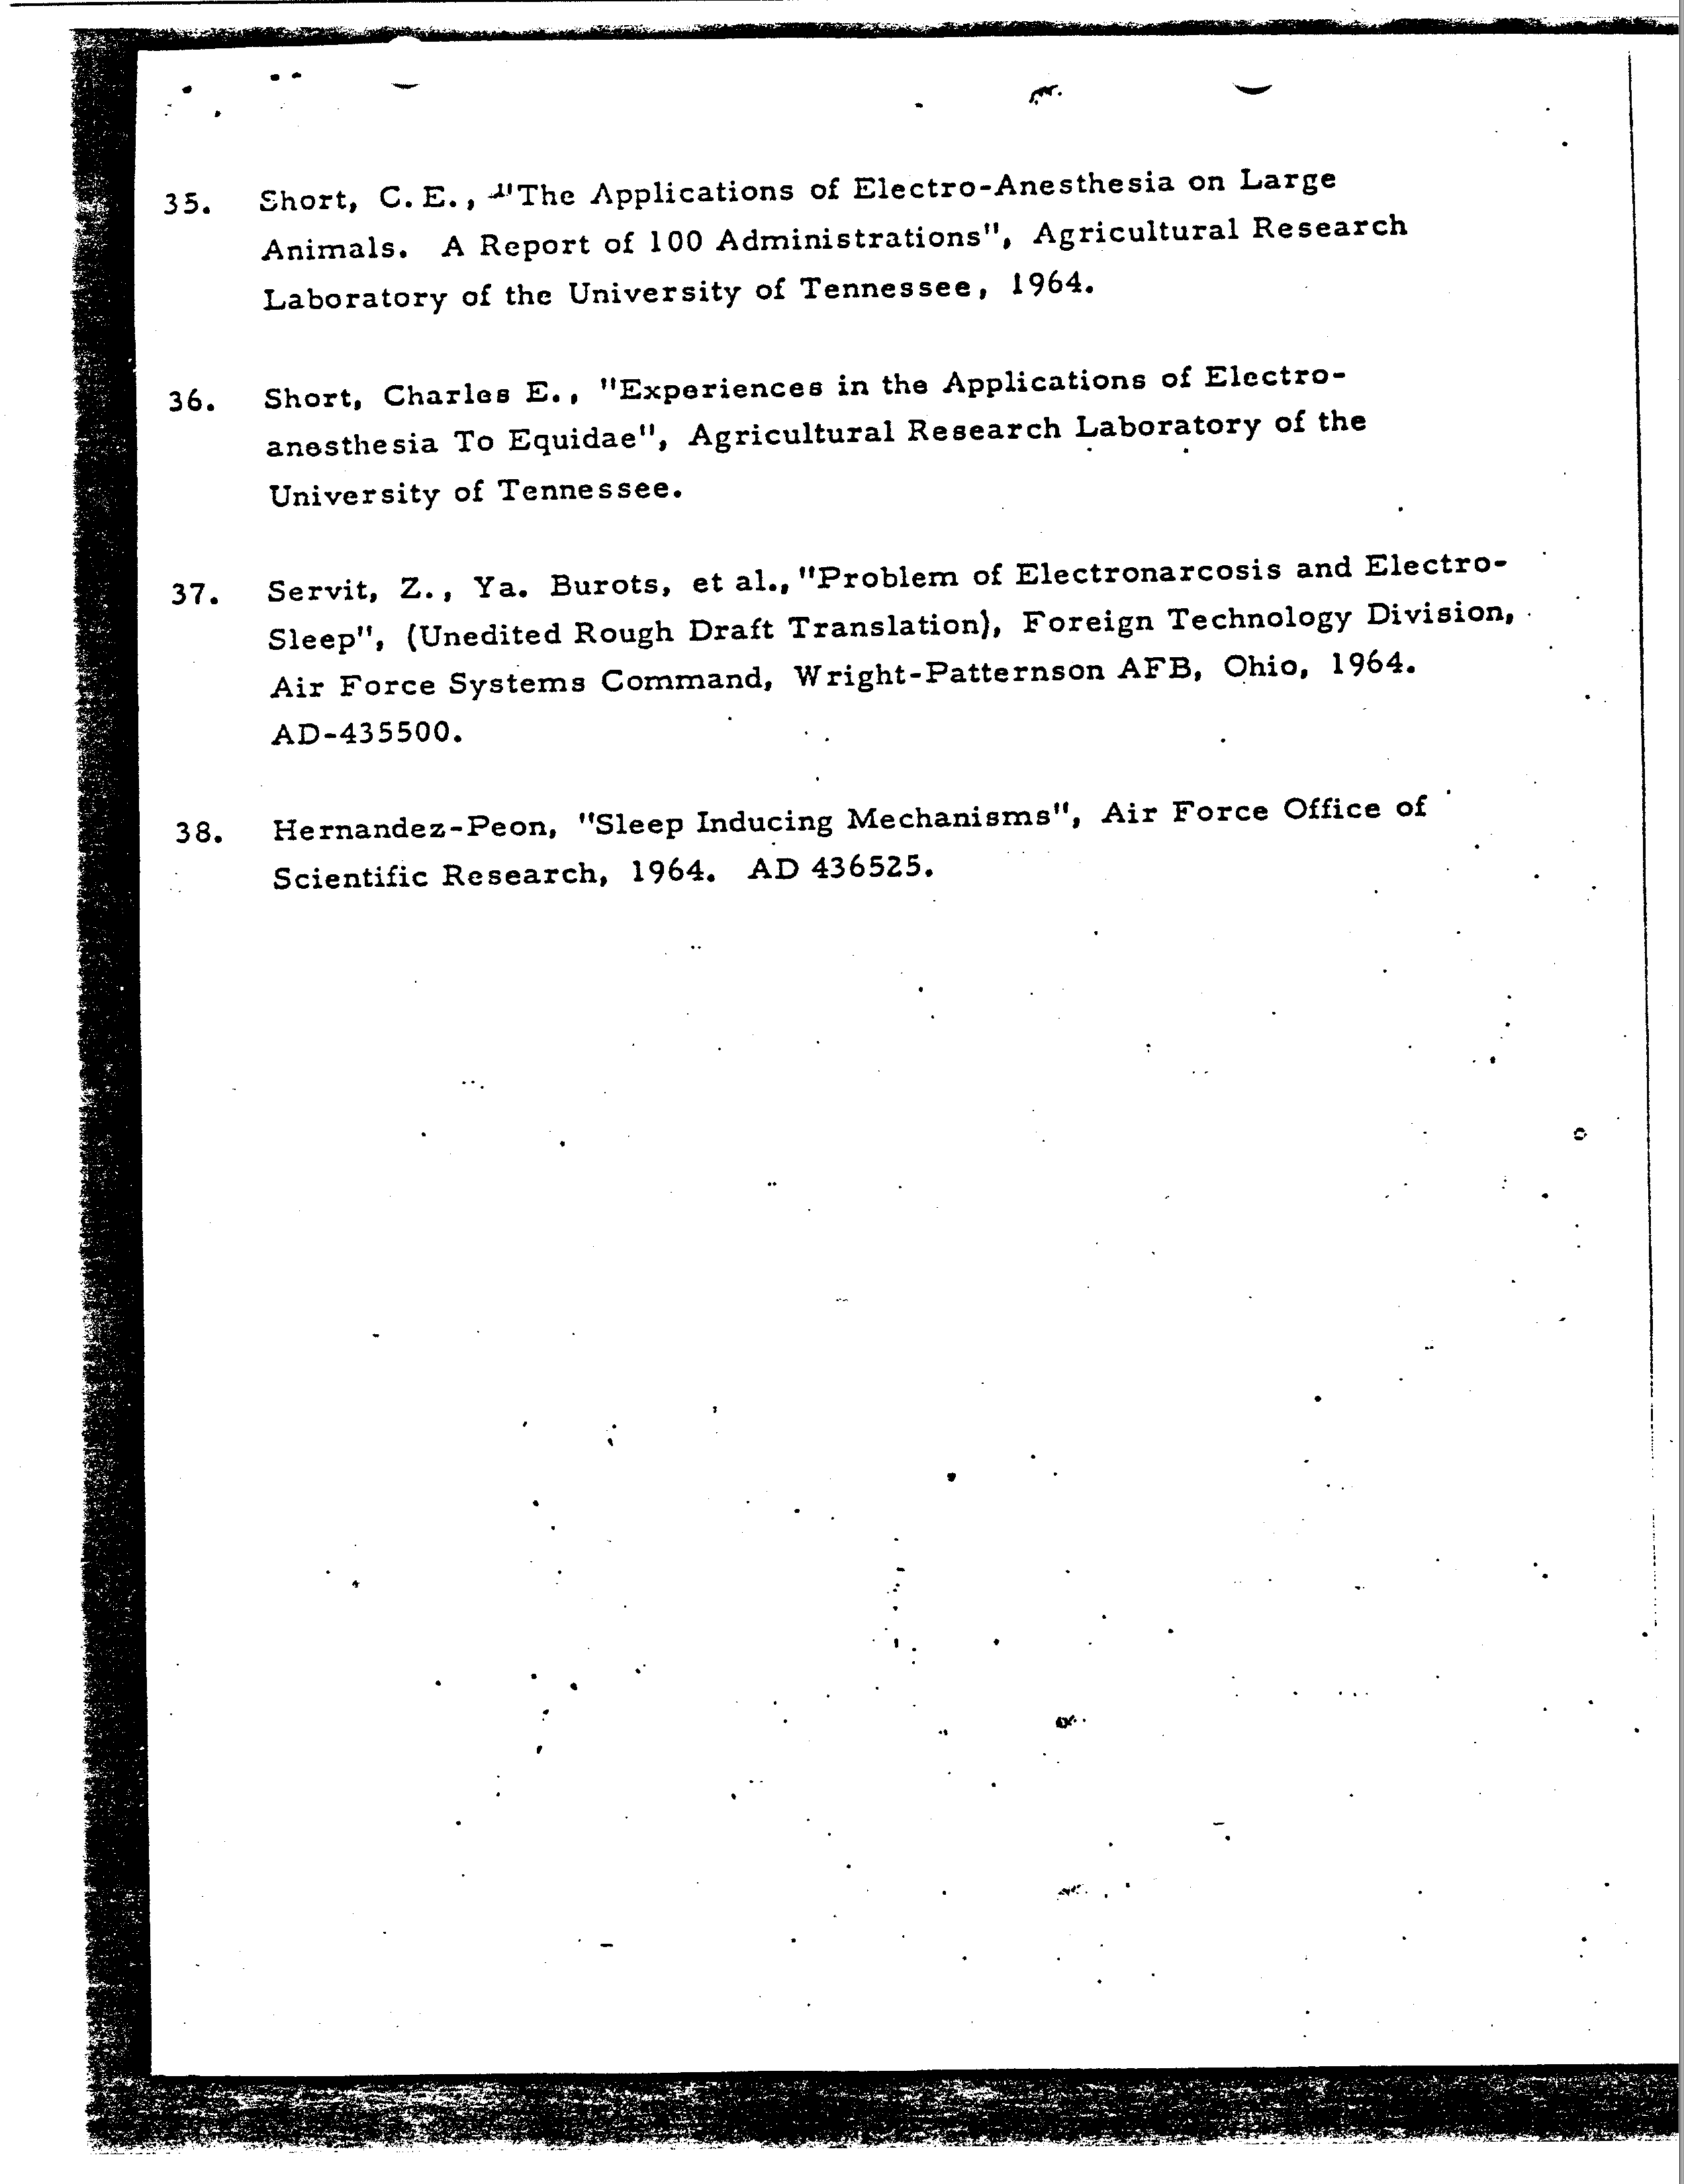 35. Short, C. E., "The Applications of Electro-Anesthesia on Large
Animals. A Report of 100 Administrations", Agricultural Research
Laboratory of the University of Tennessee, 1964.
36. Short, Charles E., "Experiences in the Applications of Electro-
anesthesia To Equidae", Agricultural Research Laboratory of the
University of Tennessee.
37. Servit, Z., Ya. Burots, et al., "Problem of Electronarcosis and Electro-
Sleep", (Unedited Rough Draft Translation), Foreign Technology Division,
Air Force Systems Command, Wright-Patternson AFB, Ohio, 1964.
AD-435500.
38. Hernandez-Peon, "Sleep Inducing Mechanisms", Air Force Office of
Scientific Research, 1964. AD 436525.